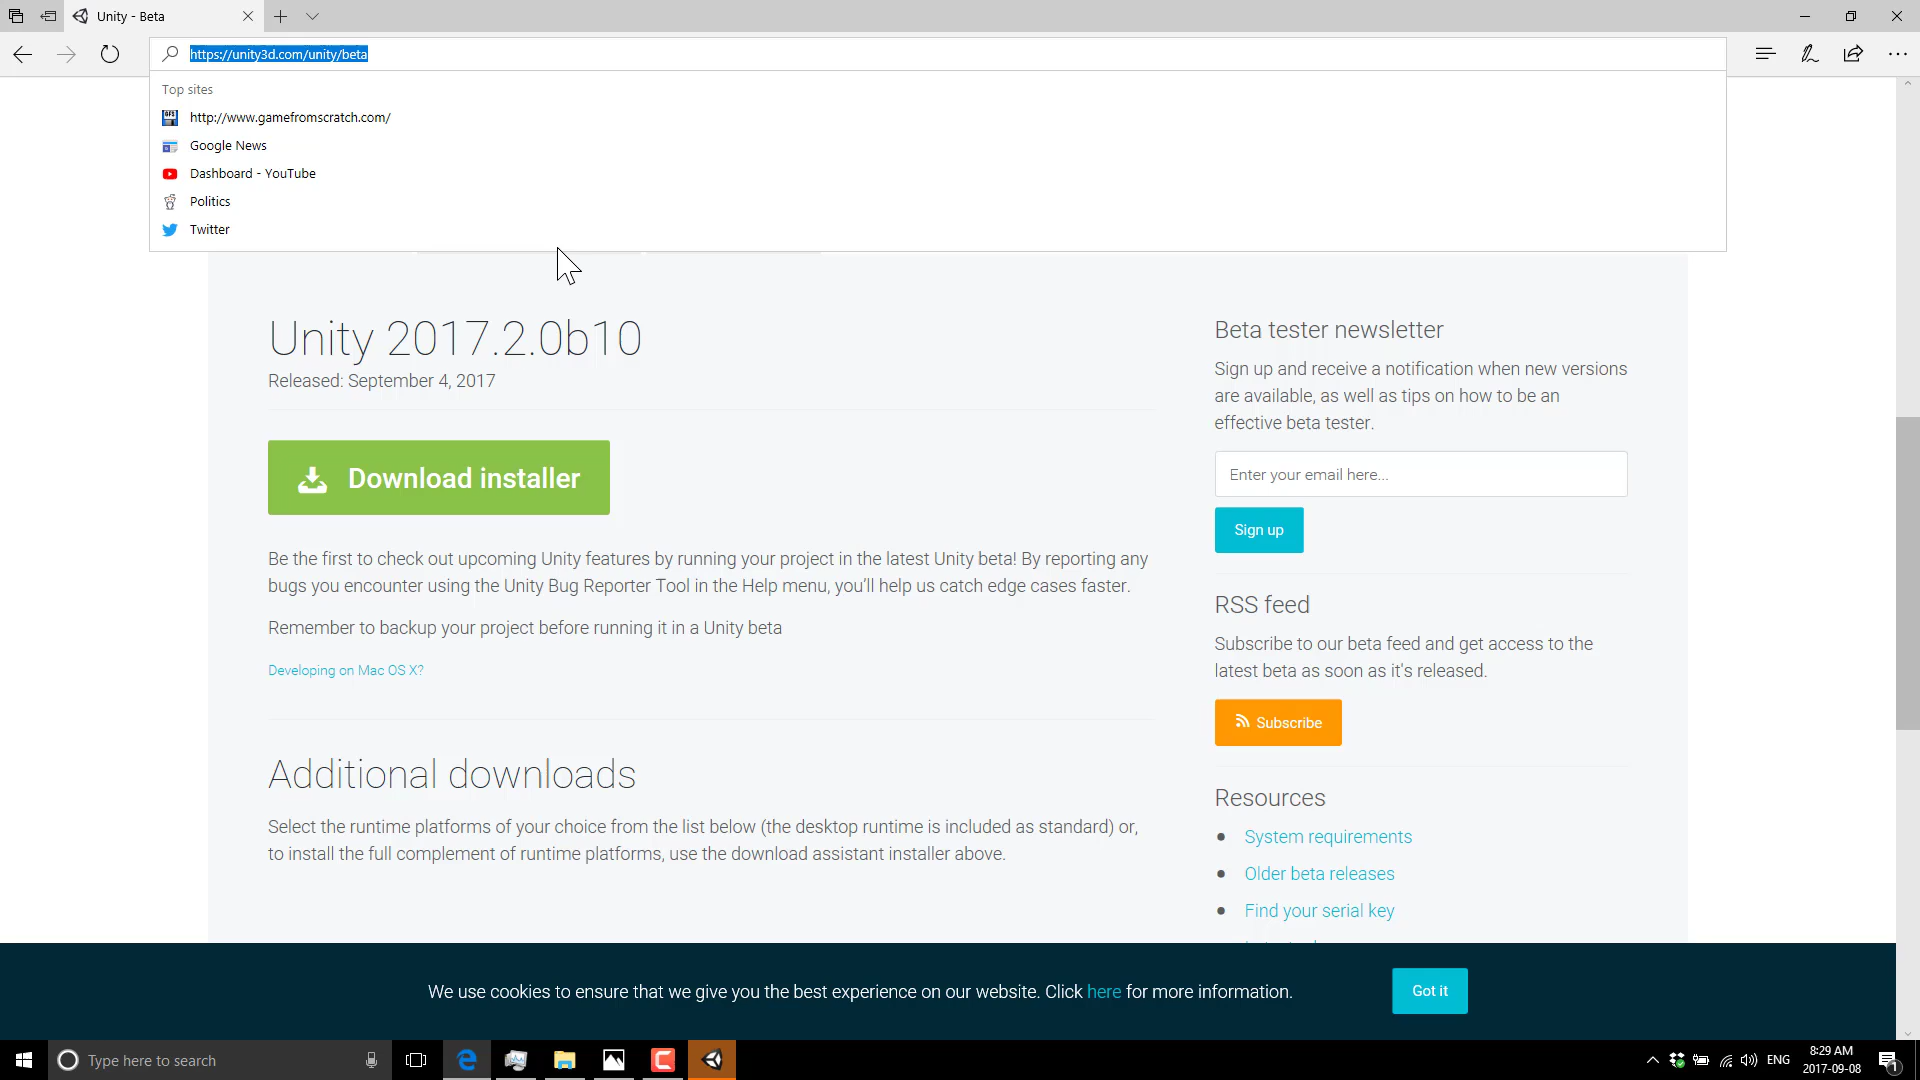 Unity - Beta
https://unity3d.com/unity/beta
Top sites
http://www.gamefromscratch.com/
Google News
Dashboard - YouTube
Politics
Twitter
Unity 2017.2.0b10
Released: September 4, 2017
Download installer
Be the first to check out upcoming Unity features by running your project in the latest Unity beta! By reporting any
bugs you encounter using the Unity Bug Reporter Tool in the Help menu, you'll help us catch edge cases faster.
Remember to backup your project before running it in a Unity beta
Developing on Mac OS X?
Additional downloads
Select the runtime platforms of your choice from the list below (the desktop runtime is included as standard) or,
to install the full complement of runtime platforms, use the download assistant installer above.
Beta tester newsletter
Sign up and receive a notification when new versions
are available, as well as tips on how to be an
effective beta tester.
Enter your email here...
Sign up
RSS feed
Subscribe to our beta feed and get access to the
latest beta as soon as it's released.
Subscribe
Resources
System requirements
Older beta releases
Find your serial key
We use cookies to ensure that we give you the best experience on our website. Click here for more information.
Got it
Type here to search
ENG
8:29 AM
2017-09-08
1